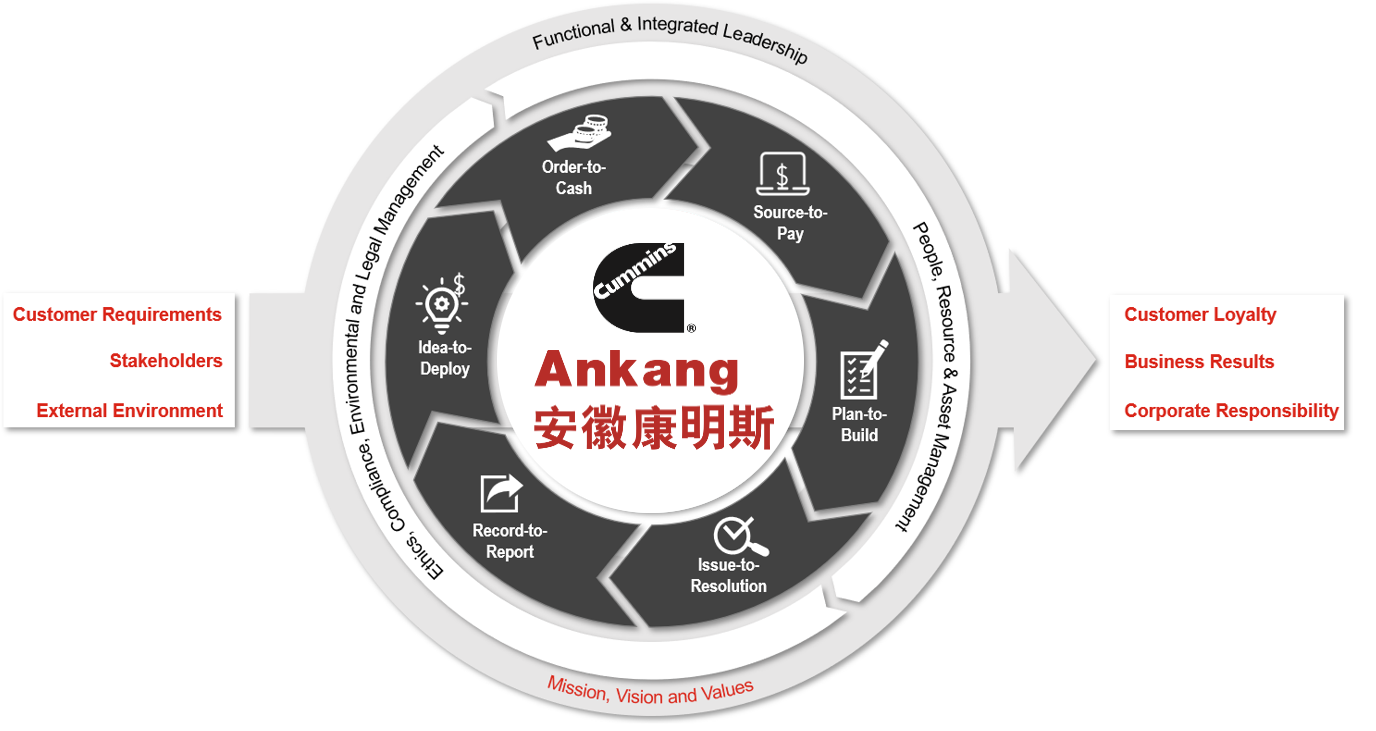 Functional & Integrated Leadership
Ethics, Compliance, Environmental and Legal Management
People, Resource & Asset Management
Order-to-
Cash
Source-to-
Pay
Plan-to-
Build
Issue-to-
Resolution
Record-to-
Report
Idea-to-
Deploy
Cummins
®
Ankang
安徽康明斯
Customer Requirements
Stakeholders
External Environment
Customer Loyalty
Business Results
Corporate Responsibility
Mission, Vision and Values